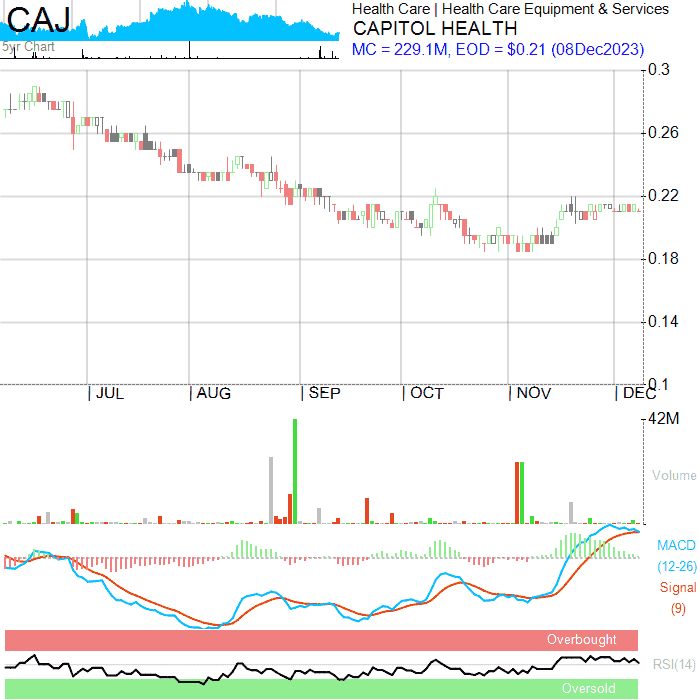 CAJ
5yr Chart
Health Care | Health Care Equipment & Services
CAPITOL HEALTH
MC = 229.1M, EOD = $0.21 (08Dec2023)
0.3
0.26
0.22
0.18
0.14
0.1
| JUL | AUG | SEP | OCT | NOV | DEC
42M
Volume
MACD
(12-26)
Signal
(9)
Overbought
RSI(14)
Oversold